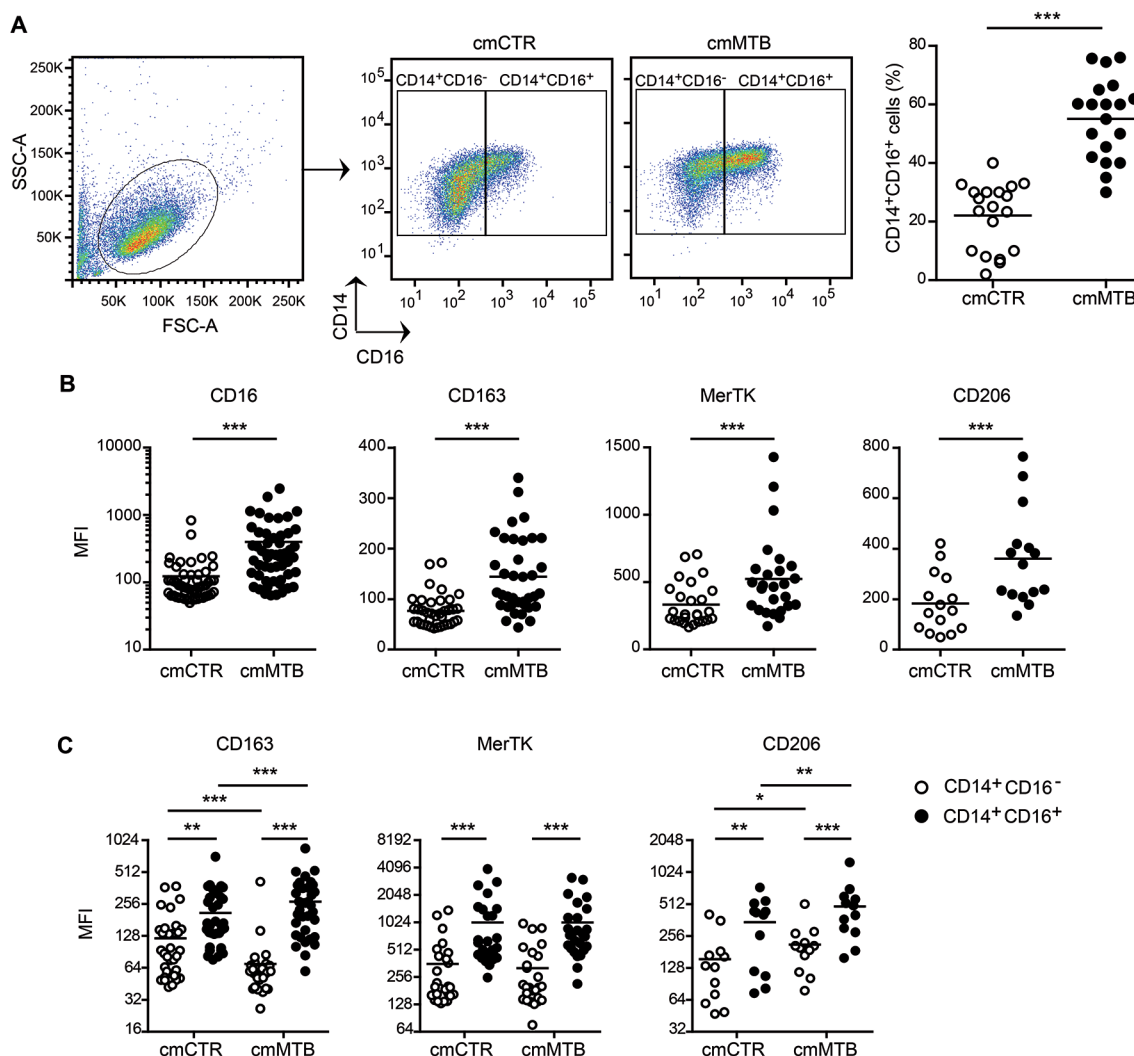 A
cmCTR
cmMTB
***
250K
200K
150K
100K
50K
SSC-A
50K 100K 150K 200K 250K
FSC-A
CD14+CD16- CD14+CD16+
10^5
10^4
10^3
10^2
10^1
10^1 10^2 10^3 10^4 10^5
CD14
CD16
CD14+CD16- CD14+CD16+
10^1 10^2 10^3 10^4 10^5
CD14+CD16+ cells (%)
80
60
40
20
0
cmCTR cmMTB
B
CD16
***
MFI
10000
1000
100
10
cmCTR cmMTB
CD163
***
400
300
200
100
0
cmCTR cmMTB
MerTK
***
1500
1000
500
0
cmCTR cmMTB
CD206
***
800
600
400
200
0
cmCTR cmMTB
C
CD163
***
***
** ***
MFI
1024
512
256
128
64
32
16
cmCTR cmMTB
MerTK
*** ***
8192
4096
2048
1024
512
256
128
64
cmCTR cmMTB
CD206
**
*
** ***
2048
1024
512
256
128
64
32
cmCTR cmMTB
CD14+ CD16-
CD14+ CD16+